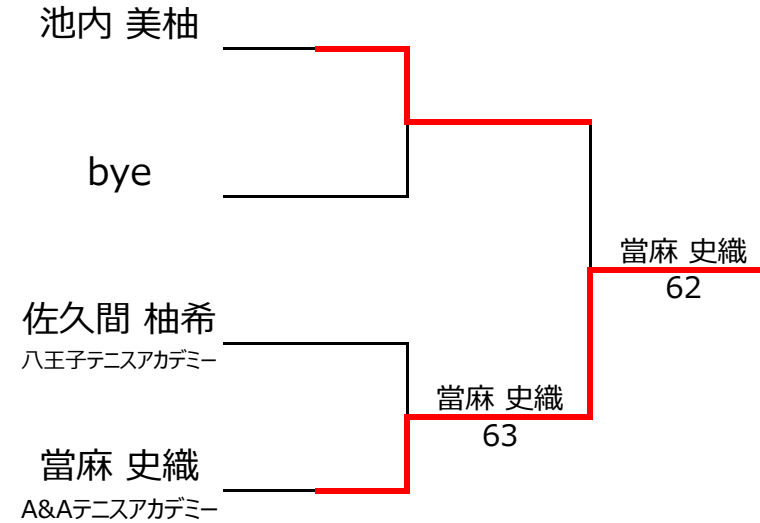 池内 美柚
bye
佐久間 柚希
八王子テニスアカデミー
當麻 史織
A&Aテニスアカデミー
當麻 史織
63
當麻 史織
62